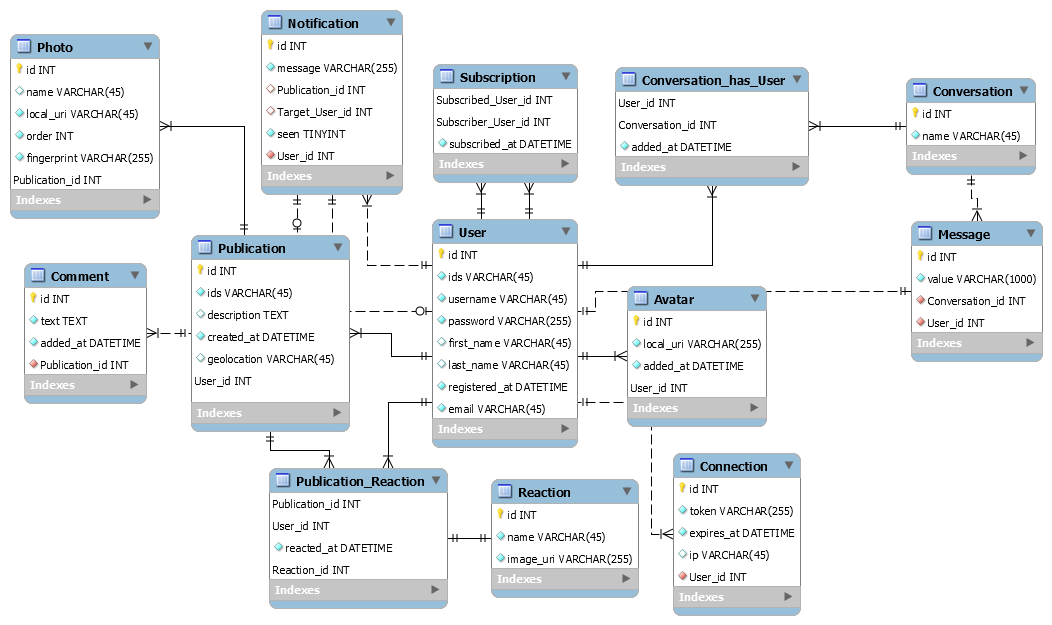 Photo
id INT
name VARCHAR(45)
local_uri VARCHAR(45)
order INT
fingerprint VARCHAR(255)
Publication_id INT
Indexes
Notification
id INT
message VARCHAR(255)
Publication_id INT
Target_User_id INT
seen TINYINT
User_id INT
Indexes
Subscription
Subscribed_User_id INT
Subscriber_User_id INT
subscribed_at DATETIME
Indexes
Conversation_has_User
User_id INT
Conversation_id INT
added_at DATETIME
Indexes
Conversation
id INT
name VARCHAR(45)
Indexes
Comment
id INT
text TEXT
added_at DATETIME
Publication_id INT
Indexes
Publication
id INT
ids VARCHAR(45)
description TEXT
created_at DATETIME
geolocation VARCHAR(45)
User_id INT
Indexes
User
id INT
ids VARCHAR(45)
username VARCHAR(45)
password VARCHAR(255)
first_name VARCHAR(45)
last_name VARCHAR(45)
registered_at DATETIME
email VARCHAR(45)
Indexes
Avatar
id INT
local_uri VARCHAR(255)
added_at DATETIME
User_id INT
Indexes
Message
id INT
value VARCHAR(1000)
Conversation_id INT
User_id INT
Indexes
Publication_Reaction
Publication_id INT
User_id INT
reacted_at DATETIME
Reaction_id INT
Indexes
Reaction
id INT
name VARCHAR(45)
image_uri VARCHAR(255)
Indexes
Connection
id INT
token VARCHAR(255)
expires_at DATETIME
ip VARCHAR(45)
User_id INT
Indexes